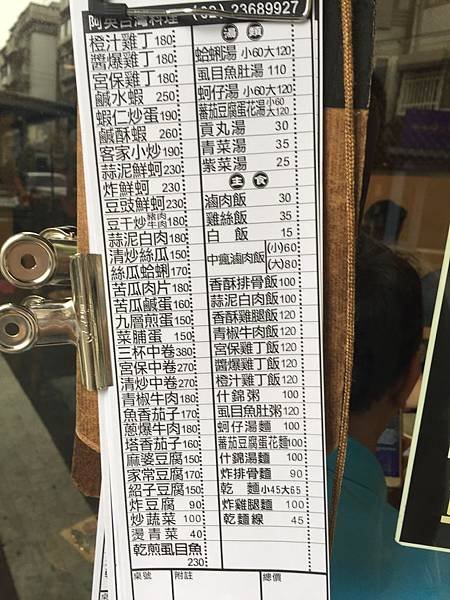 阿英台灣料理 (02) 23689927
橙汁雞丁 180
醬爆雞丁 180
宮保雞丁 180
鹹水蝦 250
蝦仁炒蛋 190
鹹酥蝦 260
客家小炒 190
蒜泥鮮蚵 230
炸鮮蚵 230
豆豉鮮蚵 230
豆干炒豬肉牛肉 180
蒜泥白肉 180
清炒絲瓜 150
絲瓜蛤蜊 170
苦瓜肉片 180
苦瓜鹹蛋 160
九層煎蛋 150
菜脯蛋 150
三杯中卷 380
宮保中卷 270
清炒中卷 270
青椒牛肉 180
魚香茄子 170
蔥爆牛肉 180
塔香茄子 160
麻婆豆腐 150
家常豆腐 170
紹子豆腐 150
炸豆腐 90
炒蔬菜 100
燙青菜 40
乾煎虱目魚 230
湯類
蛤蜊湯 小60大120
虱目魚肚湯 110
蚵仔湯 小60大120
蕃茄豆腐蛋花湯 小60大120
貢丸湯 30
青菜湯 35
紫菜湯 25
主食
滷肉飯 30
雞絲飯 35
白飯 15
中瘋滷肉飯 (小)60 (大)80
香酥排骨飯 100
蒜泥白肉飯 100
香酥雞腿飯 120
青椒牛肉飯 120
宮保雞丁飯 120
醬爆雞丁飯 120
橙汁雞丁飯 120
什錦粥 100
虱目魚肚粥 120
蚵仔湯麵 100
蕃茄豆腐蛋花麵 100
什錦湯麵 100
炸排骨麵 90
乾麵 小45大65
炸雞腿麵 100
乾麵線 45
桌號 附註 總價